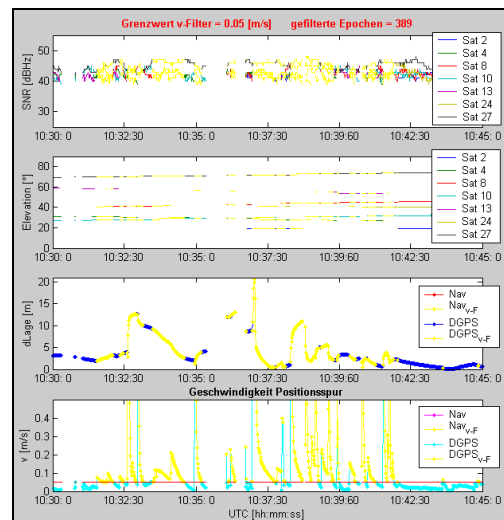 Grenzwert v-Filter = 0.05 [m/s] gefilterte Epochen = 389
SNR [dBHz]
50
40
30
Sat 2
Sat 4
Sat 8
Sat 10
Sat 13
Sat 24
Sat 27
10:30: 0 10:32:30 10:35: 0 10:37:30 10:39:60 10:42:30 10:45: 0
Elevation [°]
80
60
40
20
0
Sat 2
Sat 4
Sat 8
Sat 10
Sat 13
Sat 24
Sat 27
10:30: 0 10:32:30 10:35: 0 10:37:30 10:39:60 10:42:30 10:45: 0
dLage [m]
20
15
10
5
0
Nav
Nav v-F
DGPS
DGPS v-F
10:30: 0 10:32:30 10:35: 0 10:37:30 10:39:60 10:42:30 10:45: 0
Geschwindigkeit Positionsspur
v [m/s]
0.4
0.3
0.2
0.1
0
Nav
Nav v-F
DGPS
DGPS v-F
10:30: 0 10:32:30 10:35: 0 10:37:30 10:39:60 10:42:30 10:45: 0
UTC [hh:mm:ss]